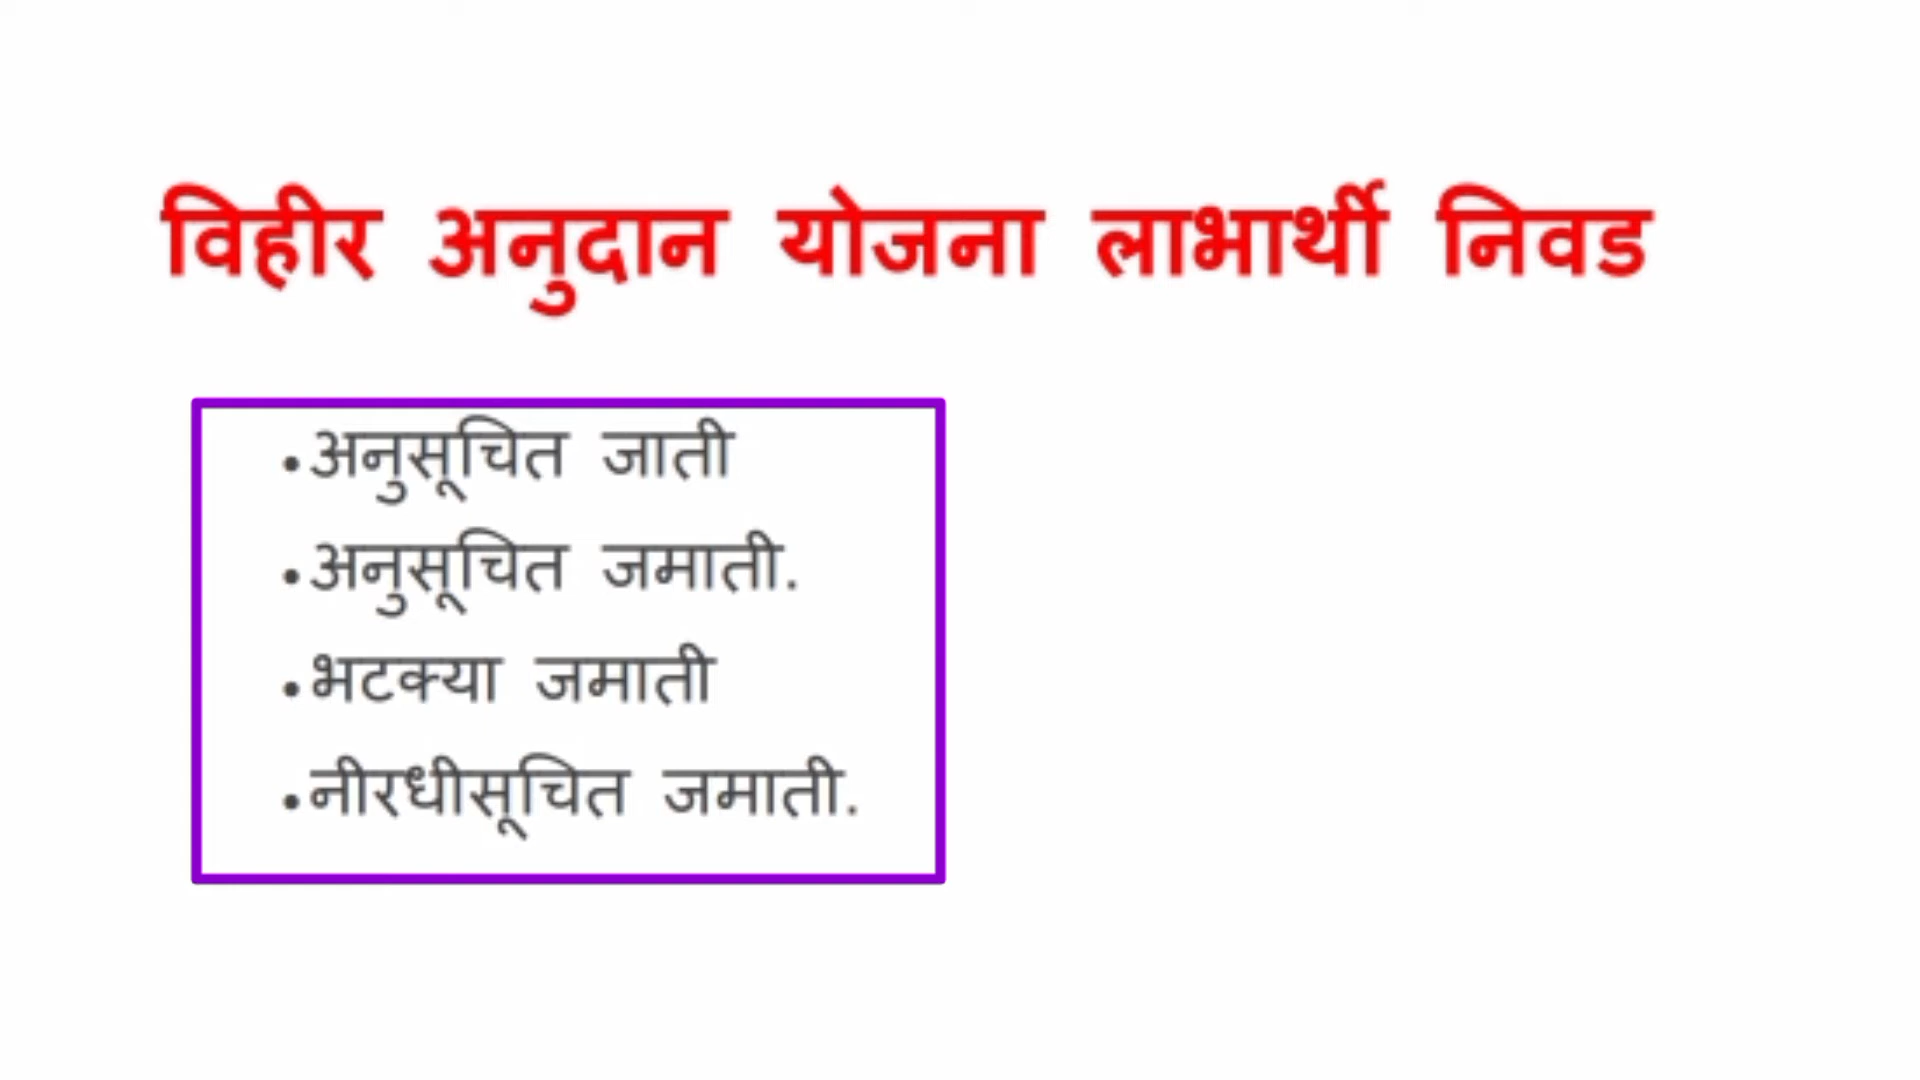 विहीर अनुदान योजना लाभार्थी निवड
•अनुसूचित जाती
•अनुसूचित जमाती.
•भटक्या जमाती
•नीरधीसूचित जमाती.